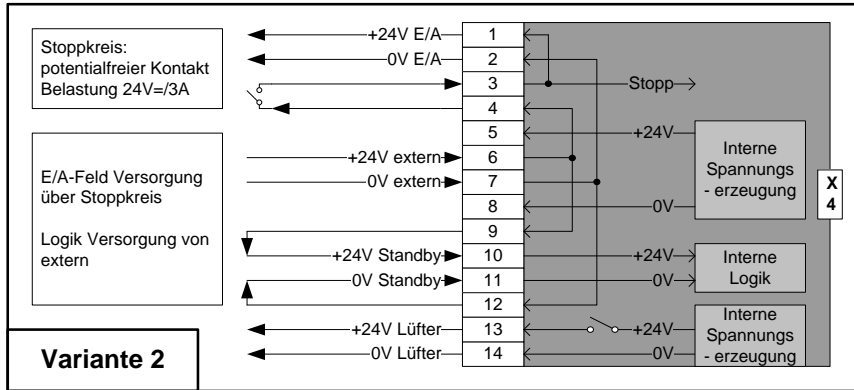 Stoppkreis:
potentialfreier Kontakt
Belastung 24V=/3A
E/A-Feld Versorgung
über Stoppkreis
Logik Versorgung von
extern
Variante 2
+24V E/A
0V E/A
+24V extern
0V extern
+24V Standby
0V Standby
+24V Lüfter
0V Lüfter
1
2
3
4
5
6
7
8
9
10
11
12
13
14
Stopp
+24V
0V
+24V
0V
+24V
0V
Interne
Spannungs
- erzeugung
Interne
Logik
Interne
Spannungs
- erzeugung
X
4